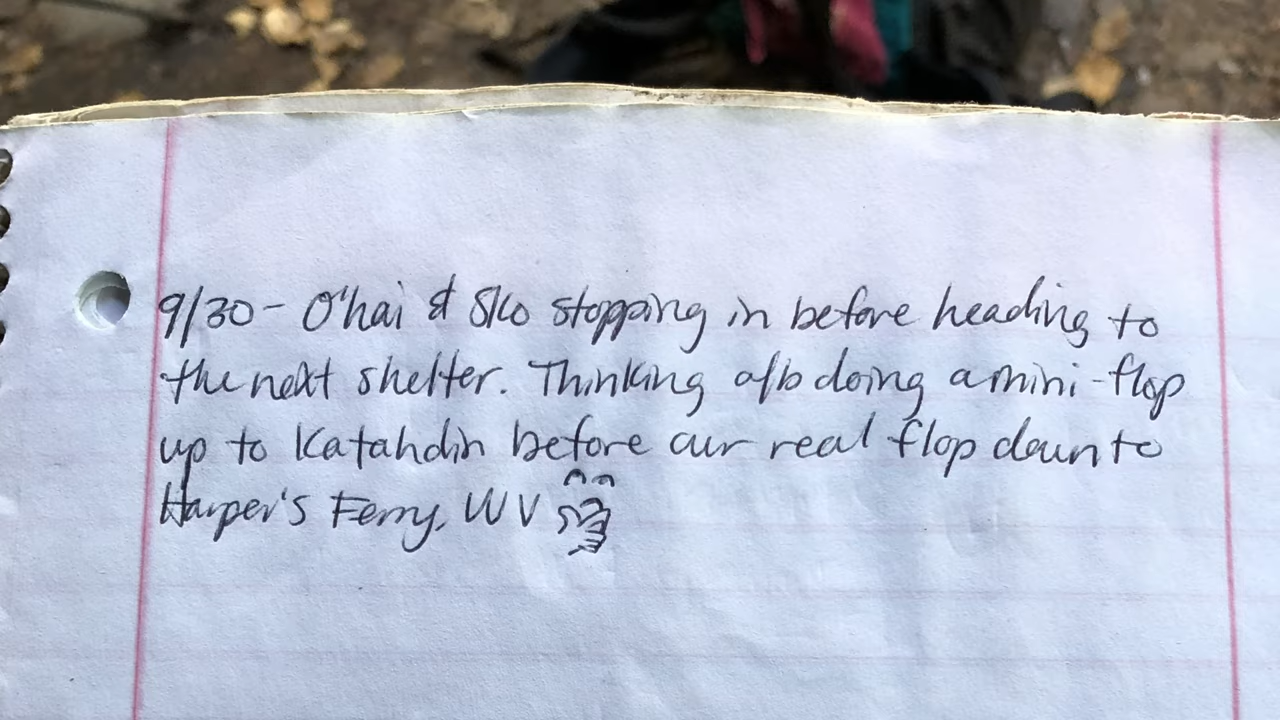 9/30 - O'hai & Sko stopping in before heading to
the next shelter. Thinking a/b doing a mini-flop
up to Katahdin before our real flop down to
Harper's Ferry, WV